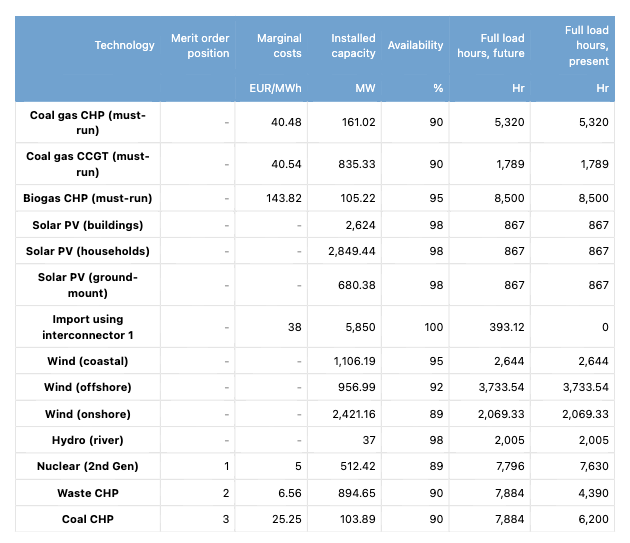 Technology Merit order position Marginal costs Installed capacity Availability Full load hours, future Full load hours, present
EUR/MWh MW % Hr Hr
Coal gas CHP (must-run) - 40.48 161.02 90 5,320 5,320
Coal gas CCGT (must-run) - 40.54 835.33 90 1,789 1,789
Biogas CHP (must-run) - 143.82 105.22 95 8,500 8,500
Solar PV (buildings) - - 2,624 98 867 867
Solar PV (households) - - 2,849.44 98 867 867
Solar PV (ground-mount) - - 680.38 98 867 867
Import using interconnector 1 - 38 5,850 100 393.12 0
Wind (coastal) - - 1,106.19 95 2,644 2,644
Wind (offshore) - - 956.99 92 3,733.54 3,733.54
Wind (onshore) - - 2,421.16 89 2,069.33 2,069.33
Hydro (river) - - 37 98 2,005 2,005
Nuclear (2nd Gen) 1 5 512.42 89 7,796 7,630
Waste CHP 2 6.56 894.65 90 7,884 4,390
Coal CHP 3 25.25 103.89 90 7,884 6,200